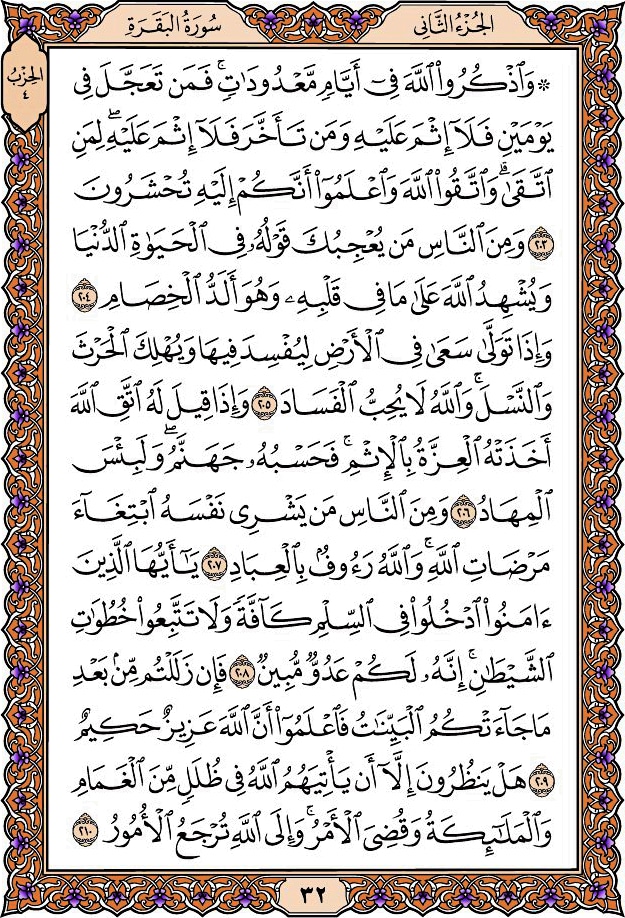 سُورَةُ البَقَرَةِ
الجُزْءُ الثَّانِي
الحِزْبُ
٤
۞ وَٱذۡكُرُواْ ٱللَّهَ فِيٓ أَيَّامٖ مَّعۡدُودَٰتٖۚ فَمَن تَعَجَّلَ فِي
يَوۡمَيۡنِ فَلَآ إِثۡمَ عَلَيۡهِ وَمَن تَأَخَّرَ فَلَآ إِثۡمَ عَلَيۡهِۖ لِمَنِ
ٱتَّقَىٰۗ وَٱتَّقُواْ ٱللَّهَ وَٱعۡلَمُوٓاْ أَنَّكُمۡ إِلَيۡهِ تُحۡشَرُونَ
٢٠٣ وَمِنَ ٱلنَّاسِ مَن يُعۡجِبُكَ قَوۡلُهُۥ فِي ٱلۡحَيَوٰةِ ٱلدُّنۡيَا
وَيُشۡهِدُ ٱللَّهَ عَلَىٰ مَا فِي قَلۡبِهِۦ وَهُوَ أَلَدُّ ٱلۡخِصَامِ ٢٠٤
وَإِذَا تَوَلَّىٰ سَعَىٰ فِي ٱلۡأَرۡضِ لِيُفۡسِدَ فِيهَا وَيُهۡلِكَ ٱلۡحَرۡثَ
وَٱلنَّسۡلَۚ وَٱللَّهُ لَا يُحِبُّ ٱلۡفَسَادَ ٢٠٥ وَإِذَا قِيلَ لَهُ ٱتَّقِ ٱللَّهَ
أَخَذَتۡهُ ٱلۡعِزَّةُ بِٱلۡإِثۡمِۚ فَحَسۡبُهُۥ جَهَنَّمُۖ وَلَبِئۡسَ
ٱلۡمِهَادُ ٢٠٦ وَمِنَ ٱلنَّاسِ مَن يَشۡرِي نَفۡسَهُ ٱبۡتِغَآءَ
مَرۡضَاتِ ٱللَّهِۚ وَٱللَّهُ رَءُوفُۢ بِٱلۡعِبَادِ ٢٠٧ يَٰٓأَيُّهَا ٱلَّذِينَ
ءَامَنُواْ ٱدۡخُلُواْ فِي ٱلسِّلۡمِ كَآفَّةٗ وَلَا تَتَّبِعُواْ خُطُوَٰتِ
ٱلشَّيۡطَٰنِۚ إِنَّهُۥ لَكُمۡ عَدُوّٞ مُّبِينٞ ٢٠٨ فَإِن زَلَلۡتُم مِّنۢ بَعۡدِ
مَا جَآءَتۡكُمُ ٱلۡبَيِّنَٰتُ فَٱعۡلَمُوٓاْ أَنَّ ٱللَّهَ عَزِيزٌ حَكِيمٌ
٢٠٩ هَلۡ يَنظُرُونَ إِلَّآ أَن يَأۡتِيَهُمُ ٱللَّهُ فِي ظُلَلٖ مِّنَ ٱلۡغَمَامِ
وَٱلۡمَلَٰٓئِكَةُ وَقُضِيَ ٱلۡأَمۡرُۚ وَإِلَى ٱللَّهِ تُرۡجَعُ ٱلۡأُمُورُ ٢١٠
٣٢